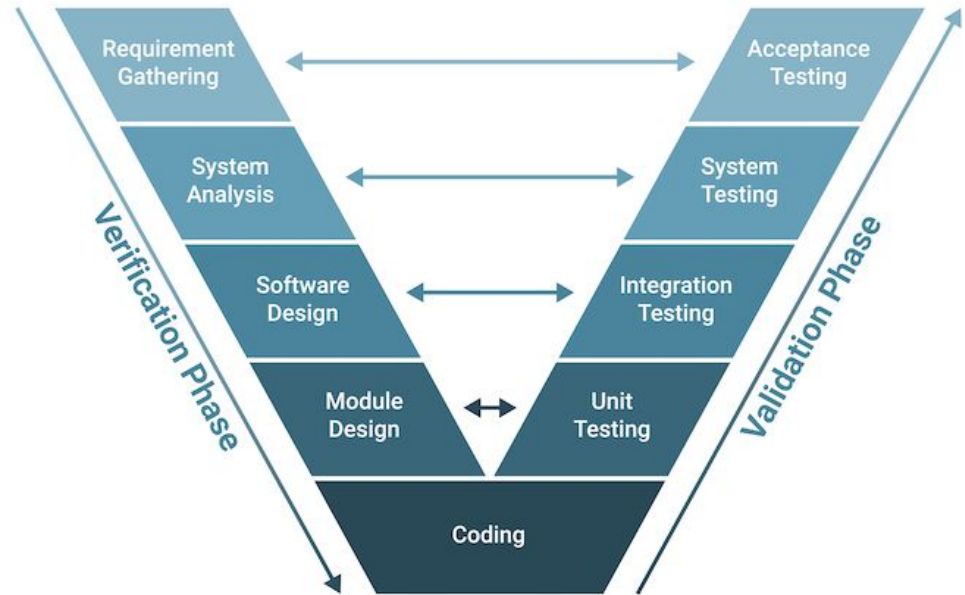 Requirement
Gathering
Acceptance
Testing
System
Analysis
System
Testing
Verification Phase
Validation Phase
Software
Design
Integration
Testing
Module
Design
Unit
Testing
Coding